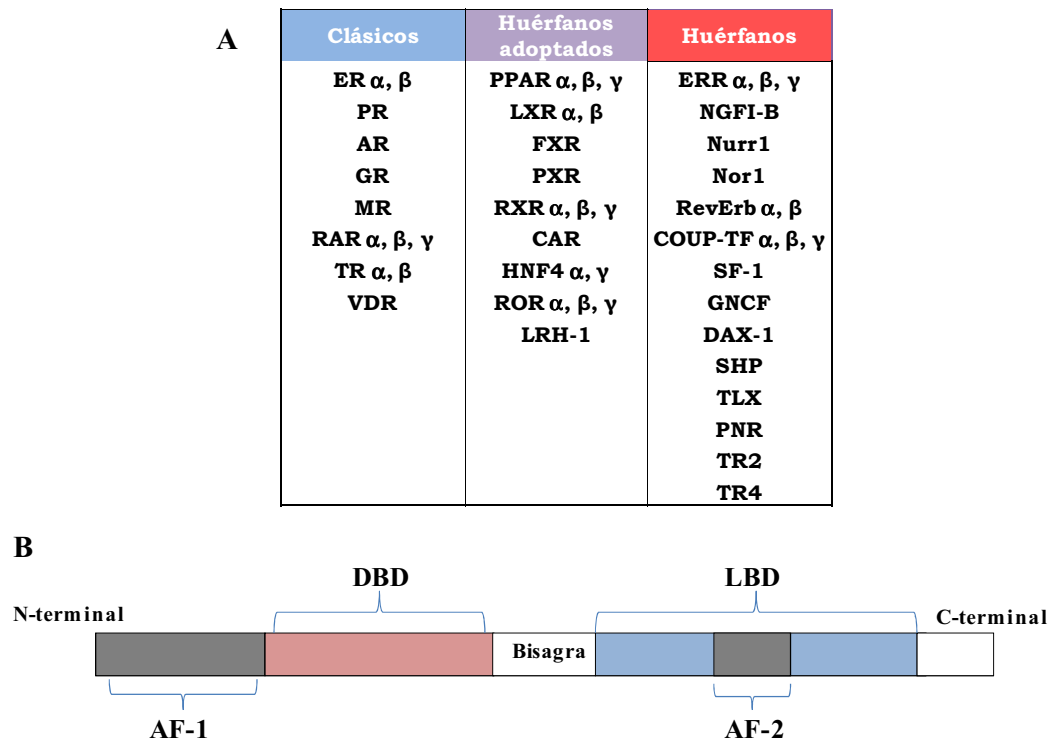 A
Clásicos Huérfanos adoptados Huérfanos
ER α, β PPAR α, β, γ ERR α, β, γ
PR LXR α, β NGFI-B
AR FXR Nurr1
GR PXR Nor1
MR RXR α, β, γ RevErb α, β
RAR α, β, γ CAR COUP-TF α, β, γ
TR α, β HNF4 α, γ SF-1
VDR ROR α, β, γ GNCF
LRH-1 DAX-1
SHP
TLX
PNR
TR2
TR4
B
DBD LBD
N-terminal C-terminal
Bisagra
AF-1 AF-2